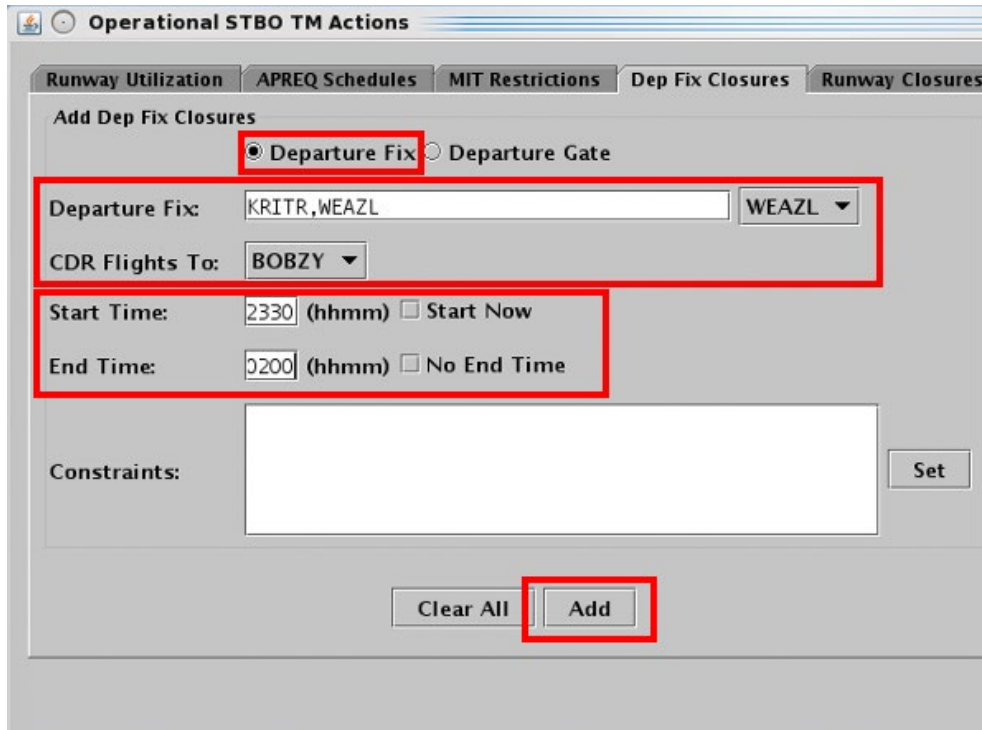 Operational STBO TM Actions
Runway Utilization APREQ Schedules MIT Restrictions Dep Fix Closures Runway Closures
Add Dep Fix Closures
Departure Fix Departure Gate
Departure Fix: KRITR,WEAZL WEAZL
CDR Flights To: BOBZY
Start Time: 2330 (hhmm) Start Now
End Time: 0200 (hhmm) No End Time
Constraints: Set
Clear All Add